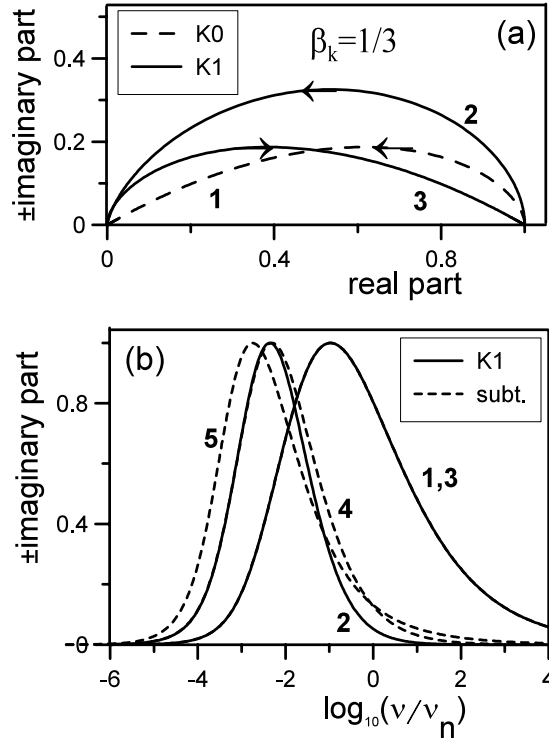 ±imaginary part
0.4
0.2
0
K0
K1
βk=1/3
(a)
2
1
3
0
0.4
0.8
real part
±imaginary part
0.8
0.4
0
(b)
K1
subt.
5
1,3
4
2
-6
-4
-2
0
2
4
log10(ν/νn)